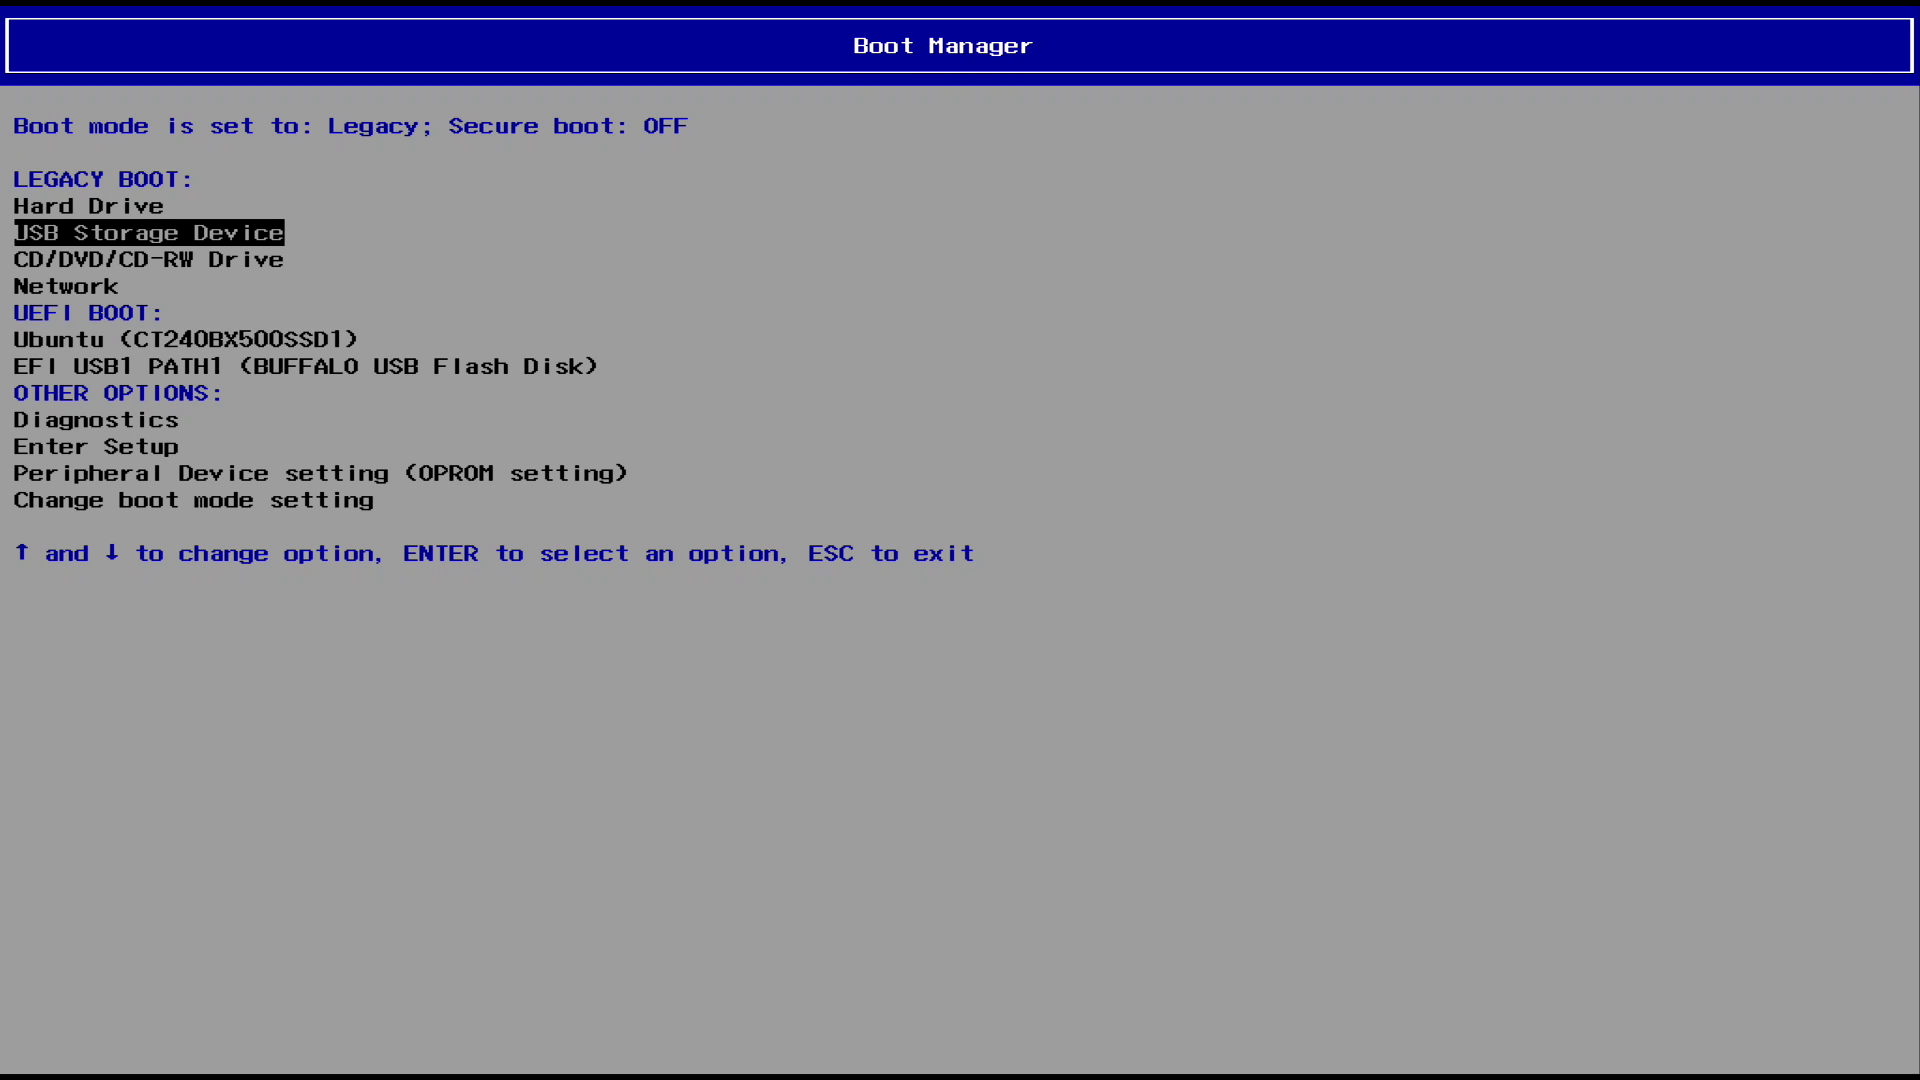 Boot Manager
Boot mode is set to: Legacy; Secure boot: OFF
LEGACY BOOT:
Hard Drive
USB Storage Device
CD/DVD/CD-RW Drive
Network
UEFI BOOT:
Ubuntu (CT240BX500SSD1)
EFI USB1 PATH1 (BUFFALO USB Flash Disk)
OTHER OPTIONS:
Diagnostics
Enter Setup
Peripheral Device setting (OPROM setting)
Change boot mode setting
↑ and ↓ to change option, ENTER to select an option, ESC to exit